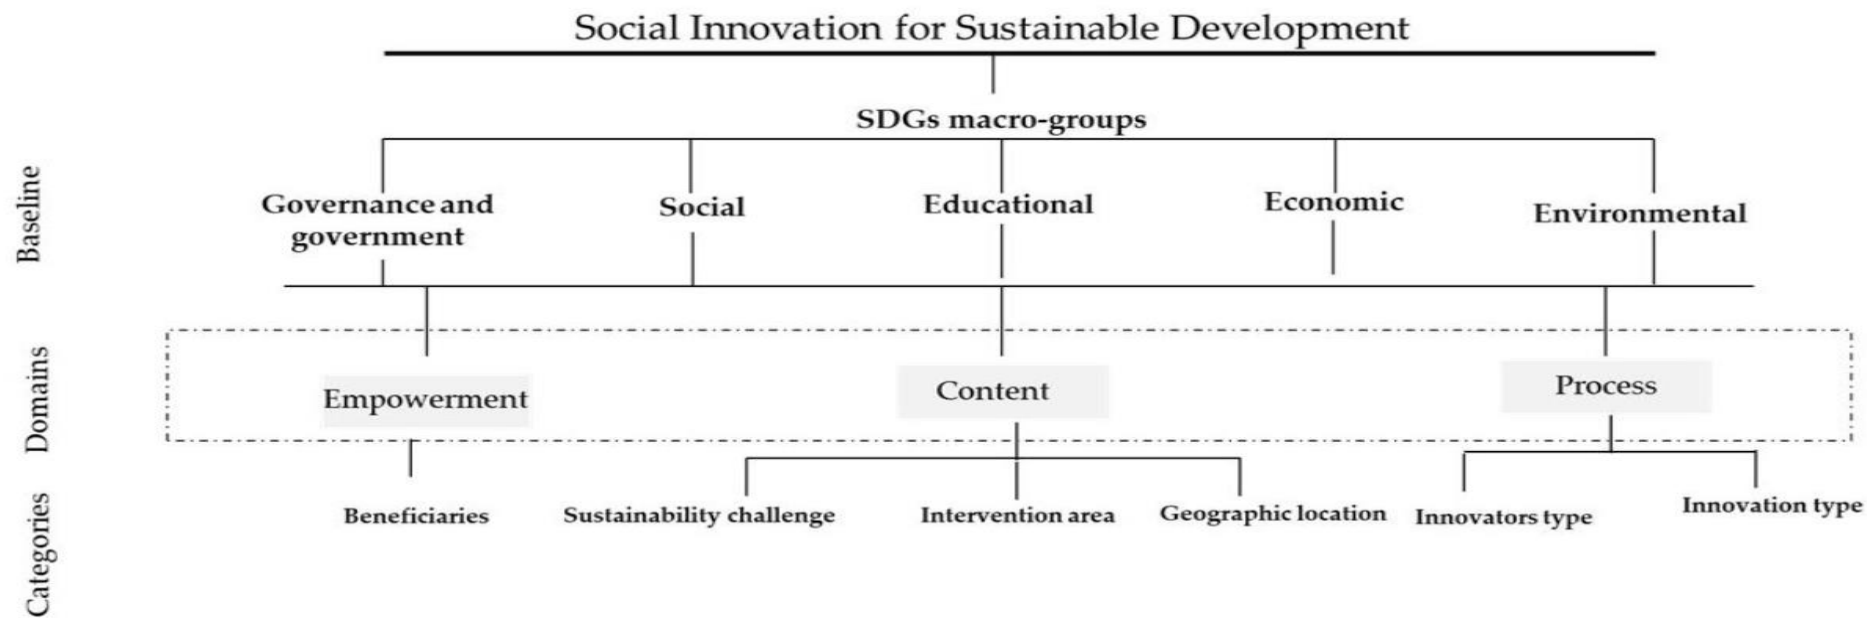 Social Innovation for Sustainable Development
SDGs macro-groups
Baseline
Governance and
government
Social
Educational
Economic
Environmental
Domains
Empowerment
Content
Process
Categories
Beneficiaries
Sustainability challenge
Intervention area
Geographic location
Innovators type
Innovation type